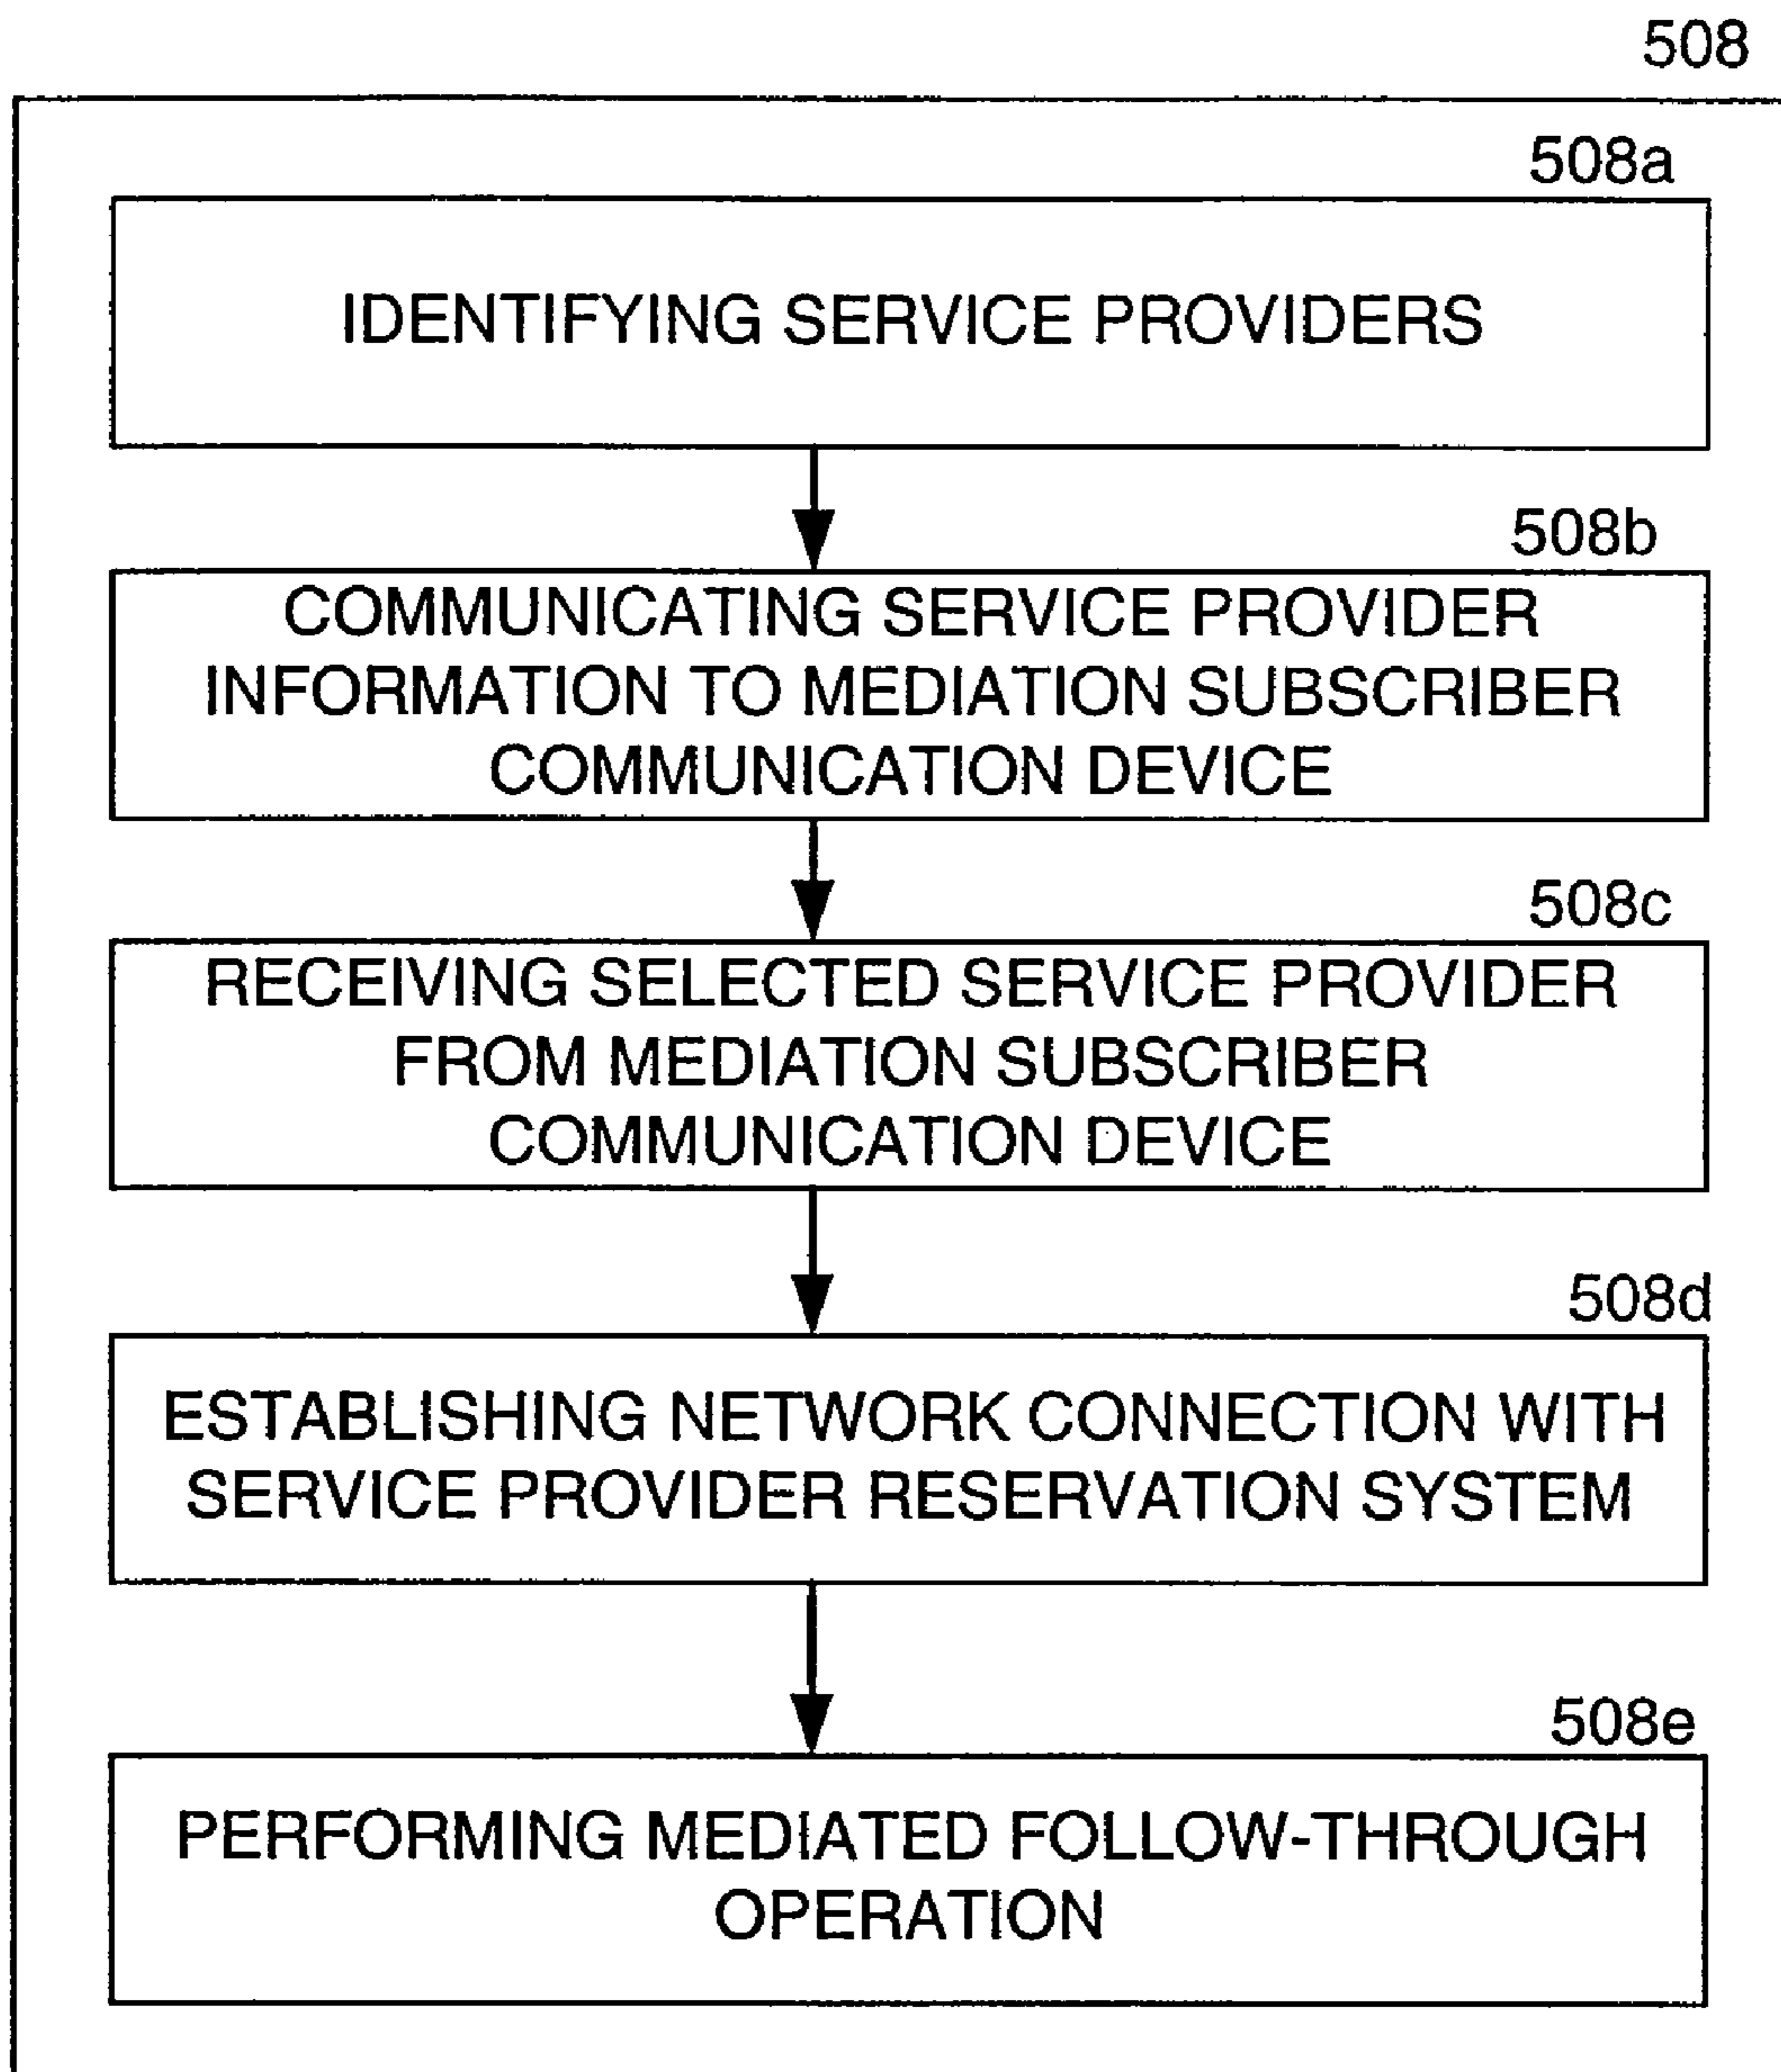 508
508a
IDENTIFYING SERVICE PROVIDERS
508b
COMMUNICATING SERVICE PROVIDER
INFORMATION TO MEDIATION SUBSCRIBER
COMMUNICATION DEVICE
508c
RECEIVING SELECTED SERVICE PROVIDER
FROM MEDIATION SUBSCRIBER
COMMUNICATION DEVICE
508d
ESTABLISHING NETWORK CONNECTION WITH
SERVICE PROVIDER RESERVATION SYSTEM
508e
PERFORMING MEDIATED FOLLOW-THROUGH
OPERATION